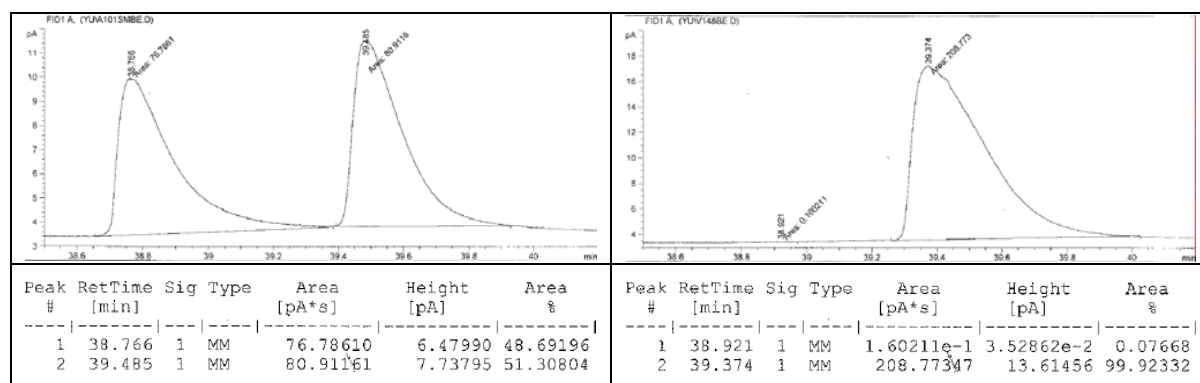 FID1 A, (YU\A101SMBE.D)
pA
11
10
9
8
7
6
5
4
3
38.766
Area: 76.7861
39.485
Area: 80.9116
38.6 38.8 39 39.2 39.4 39.6 39.8 40 min
Peak RetTime Sig Type Area Height Area
# [min] [pA*s] [pA] %
----|-------|---|----|--------|--------|--------|
1 38.766 1 MM 76.78610 6.47990 48.69196
2 39.485 1 MM 80.91161 7.73795 51.30804
FID1 A, (YU\V148BE.D)
pA
18
16
14
12
10
8
6
4
38.921
Area: 0.160211
39.374
Area: 208.773
38.6 38.8 39 39.2 39.4 39.6 39.8 40 min
Peak RetTime Sig Type Area Height Area
# [min] [pA*s] [pA] %
----|-------|---|----|--------|--------|--------|
1 38.921 1 MM 1.60211e-1 3.52862e-2 0.07668
2 39.374 1 MM 208.77347 13.61456 99.92332